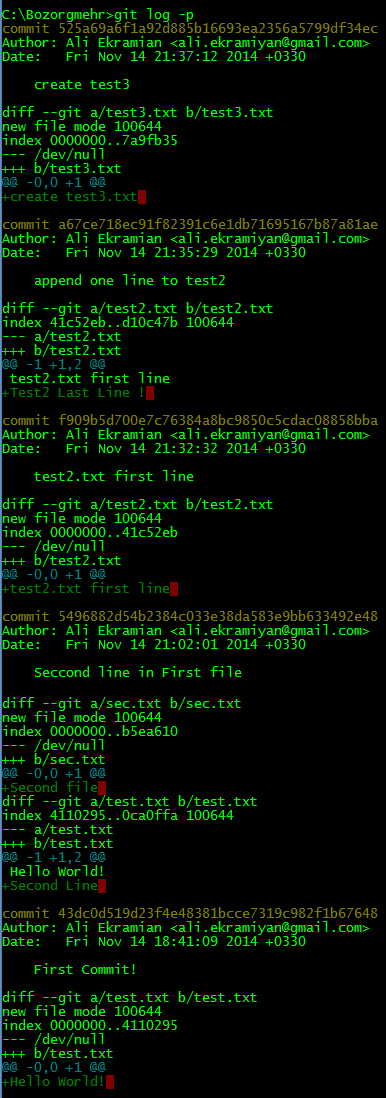 C:\Bozorgmehr>git log -p
commit 525a69a6f1a92d885b16693ea2356a5799df34ec
Author: Ali Ekramian <ali.ekramiyan@gmail.com>
Date:   Fri Nov 14 21:37:12 2014 +0330
    create test3
diff --git a/test3.txt b/test3.txt
new file mode 100644
index 0000000..7a9fb35
--- /dev/null
+++ b/test3.txt
@@ -0,0 +1 @@
+create test3.txt
commit a67ce718ec91f82391c6e1db71695167b87a81ae
Author: Ali Ekramian <ali.ekramiyan@gmail.com>
Date:   Fri Nov 14 21:35:29 2014 +0330
    append one line to test2
diff --git a/test2.txt b/test2.txt
index 41c52eb..d10c47b 100644
--- a/test2.txt
+++ b/test2.txt
@@ -1 +1,2 @@
 test2.txt first line
+Test2 Last Line !
commit f909b5d700e7c76384a8bc9850c5cdac08858bba
Author: Ali Ekramian <ali.ekramiyan@gmail.com>
Date:   Fri Nov 14 21:32:32 2014 +0330
    test2.txt first line
diff --git a/test2.txt b/test2.txt
new file mode 100644
index 0000000..41c52eb
--- /dev/null
+++ b/test2.txt
@@ -0,0 +1 @@
+test2.txt first line
commit 5496882d54b2384c033e38da583e9bb633492e48
Author: Ali Ekramian <ali.ekramiyan@gmail.com>
Date:   Fri Nov 14 21:02:01 2014 +0330
    Seccond line in First file
diff --git a/sec.txt b/sec.txt
new file mode 100644
index 0000000..b5ea610
--- /dev/null
+++ b/sec.txt
@@ -0,0 +1 @@
+Second file
diff --git a/test.txt b/test.txt
index 4110295..0ca0ffa 100644
--- a/test.txt
+++ b/test.txt
@@ -1 +1,2 @@
 Hello World!
+Second Line
commit 43dc0d519d23f4e48381bcce7319c982f1b67648
Author: Ali Ekramian <ali.ekramiyan@gmail.com>
Date:   Fri Nov 14 18:41:09 2014 +0330
    First Commit!
diff --git a/test.txt b/test.txt
new file mode 100644
index 0000000..4110295
--- /dev/null
+++ b/test.txt
@@ -0,0 +1 @@
+Hello World!